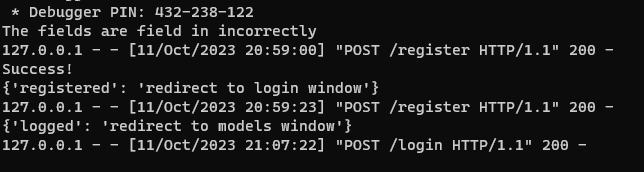 * Debugger PIN: 432-238-122
The fields are field in incorrectly
127.0.0.1 - - [11/Oct/2023 20:59:00] "POST /register HTTP/1.1" 200 -
Success!
{'registered': 'redirect to login window'}
127.0.0.1 - - [11/Oct/2023 20:59:23] "POST /register HTTP/1.1" 200 -
{'logged': 'redirect to models window'}
127.0.0.1 - - [11/Oct/2023 21:07:22] "POST /login HTTP/1.1" 200 -